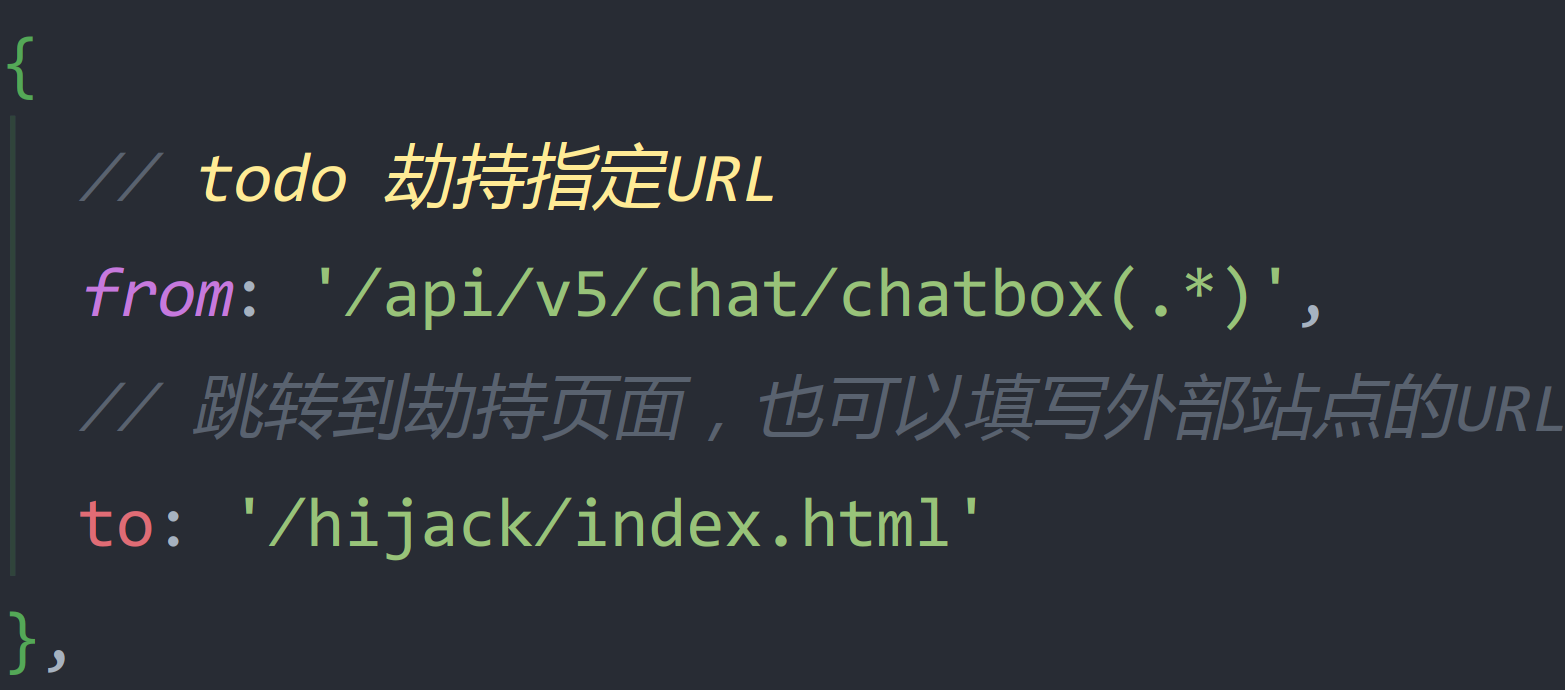 {
// todo 劫持指定URL
from: '/api/v5/chat/chatbox(.*)',
// 跳转到劫持页面，也可以填写外部站点的URL
to: '/hijack/index.html'
},